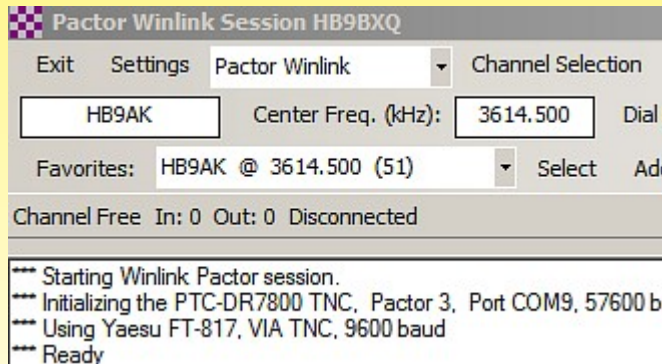 Pactor Winlink Session HB9BXQ
Exit Settings Pactor Winlink Channel Selection
HB9AK Center Freq. (kHz): 3614.500 Dial
Favorites: HB9AK @ 3614.500 (51) Select Add
Channel Free In: 0 Out: 0 Disconnected
*** Starting Winlink Pactor session.
*** Initializing the PTC-DR7800 TNC, Pactor 3, Port COM9, 57600 b
*** Using Yaesu FT-817, VIA TNC, 9600 baud
*** Ready